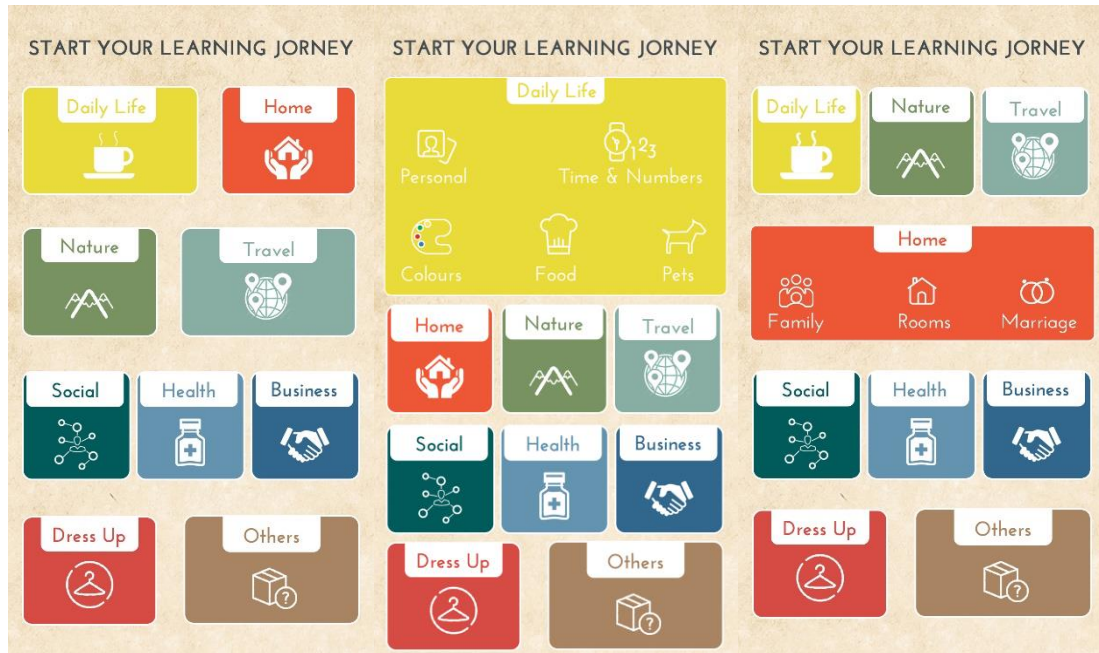 START YOUR LEARNING JORNEY
Daily Life
Home
Nature
Travel
Social
Health
Business
Dress Up
Others
START YOUR LEARNING JORNEY
Daily Life
123
Personal
Time & Numbers
Colours
Food
Pets
Home
Nature
Travel
Social
Health
Business
Dress Up
Others
?
START YOUR LEARNING JORNEY
Daily Life
Nature
Travel
Home
Family
Rooms
Marriage
Social
Health
Business
Dress Up
Others
?